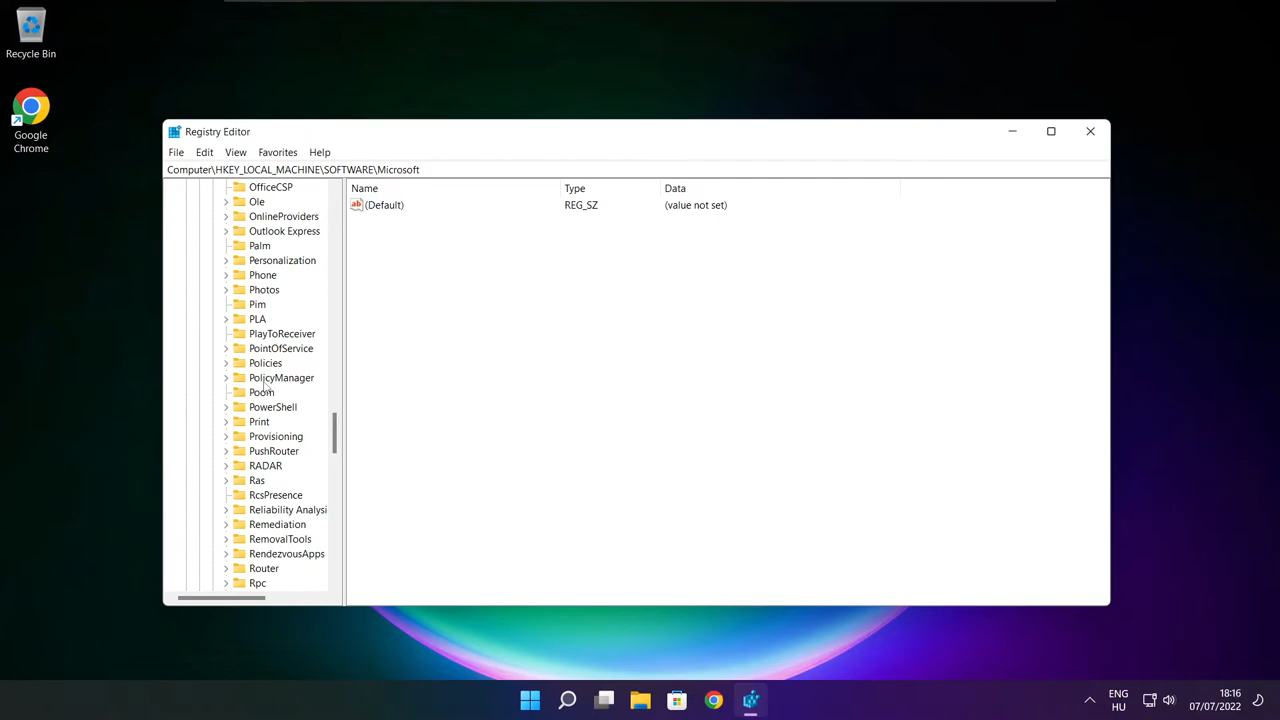 Recycle Bin
Google
Chrome
Registry Editor
File Edit View Favorites Help
Computer\HKEY_LOCAL_MACHINE\SOFTWARE\Microsoft
OfficeCSP
Ole
OnlineProviders
Outlook Express
Palm
Personalization
Phone
Photos
Pim
PLA
PlayToReceiver
PointOfService
Policies
PolicyManager
Poom
PowerShell
Print
Provisioning
PushRouter
RADAR
Ras
RcsPresence
Reliability Analysi
Remediation
RemovalTools
RendezvousApps
Router
Rpc
Name Type Data
ab (Default) REG_SZ (value not set)
ENG
HU
18:16
07/07/2022